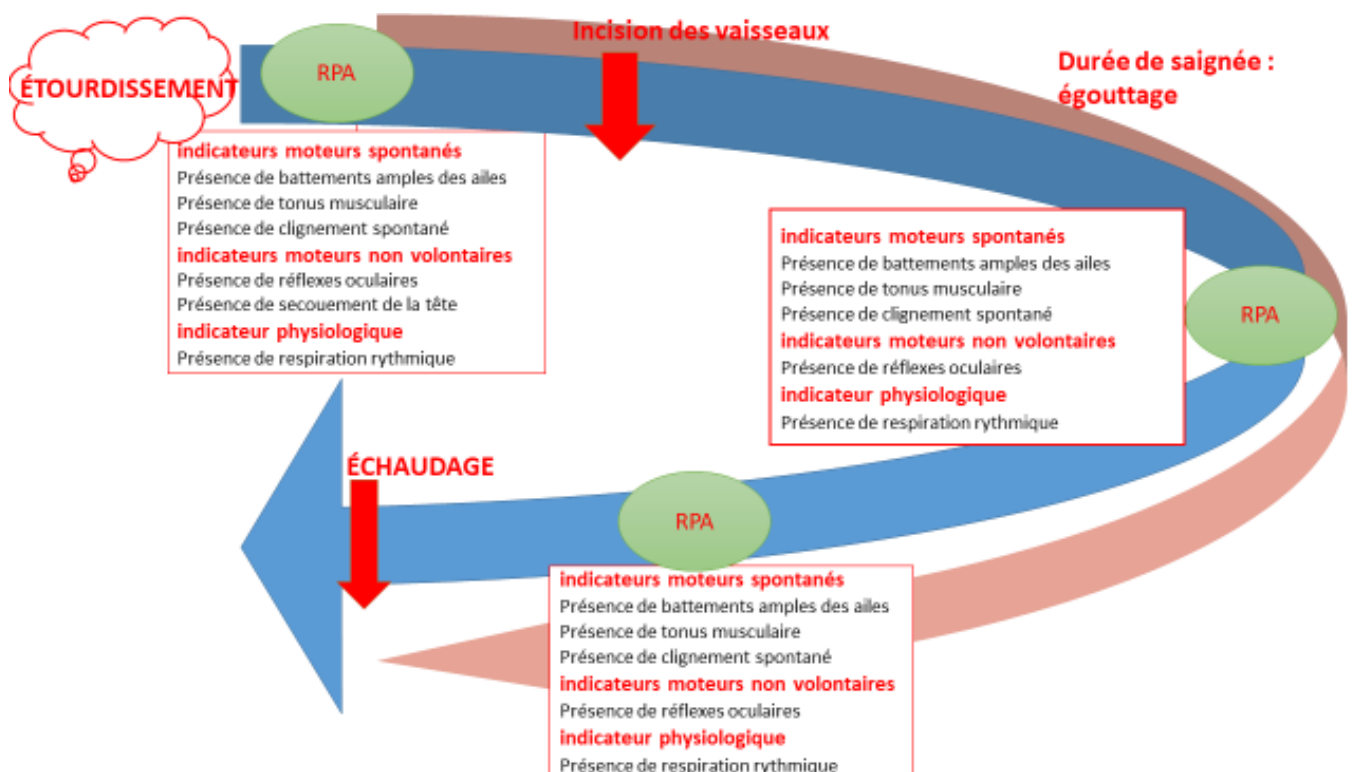 ÉTOURDISSEMENT
RPA
Incision des vaisseaux
Durée de saignée :
égouttage
indicateurs moteurs spontanés
Présence de battements amples des ailes
Présence de tonus musculaire
Présence de clignement spontané
indicateurs moteurs non volontaires
Présence de réflexes oculaires
Présence de secouement de la tête
indicateur physiologique
Présence de respiration rythmique
indicateurs moteurs spontanés
Présence de battements amples des ailes
Présence de tonus musculaire
Présence de clignement spontané
indicateurs moteurs non volontaires
Présence de réflexes oculaires
indicateur physiologique
Présence de respiration rythmique
RPA
ÉCHAUDAGE
RPA
indicateurs moteurs spontanés
Présence de battements amples des ailes
Présence de tonus musculaire
Présence de clignement spontané
indicateurs moteurs non volontaires
Présence de réflexes oculaires
indicateur physiologique
Présence de respiration rythmique